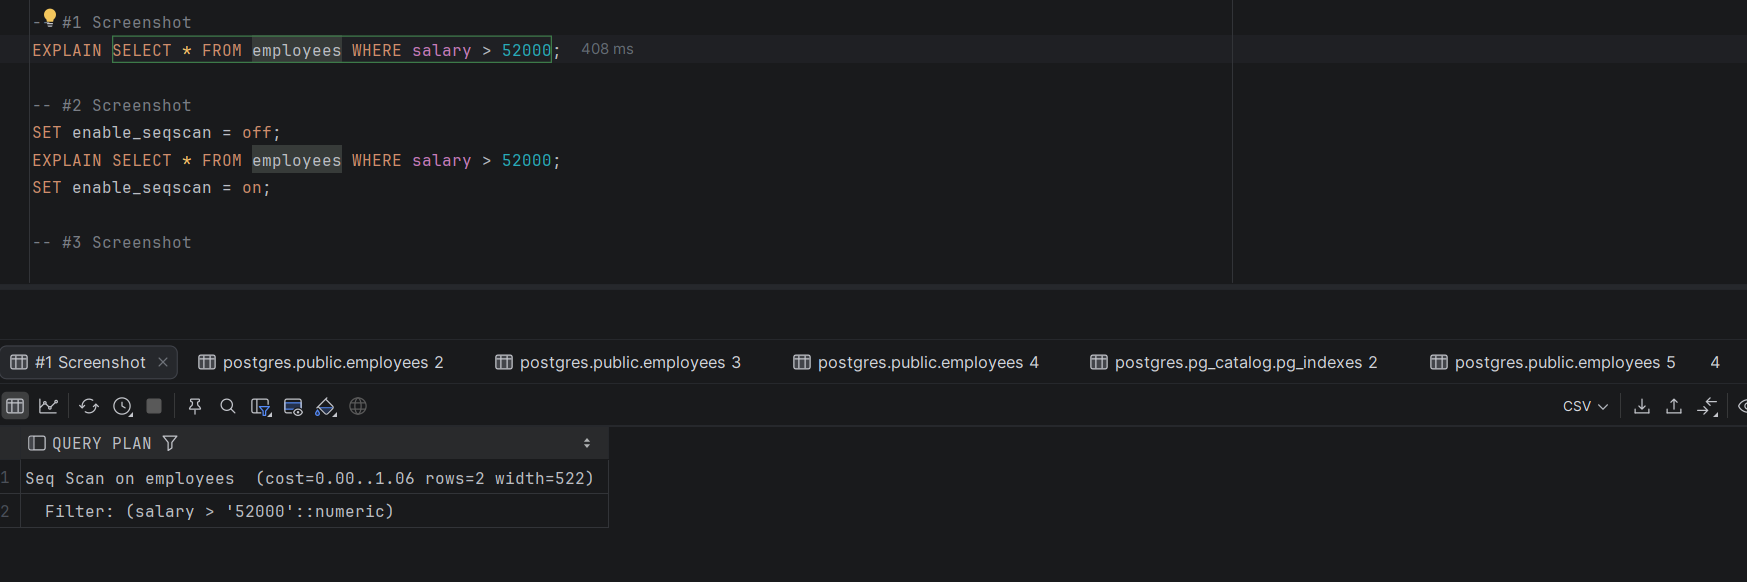 -- #1 Screenshot
EXPLAIN SELECT * FROM employees WHERE salary > 52000; 408 ms
-- #2 Screenshot
SET enable_seqscan = off;
EXPLAIN SELECT * FROM employees WHERE salary > 52000;
SET enable_seqscan = on;
-- #3 Screenshot
#1 Screenshot postgres.public.employees 2 postgres.public.employees 3 postgres.public.employees 4 postgres.pg_catalog.pg_indexes 2 postgres.public.employees 5 4
CSV
QUERY PLAN
1 Seq Scan on employees (cost=0.00..1.06 rows=2 width=522)
2 Filter: (salary > '52000'::numeric)